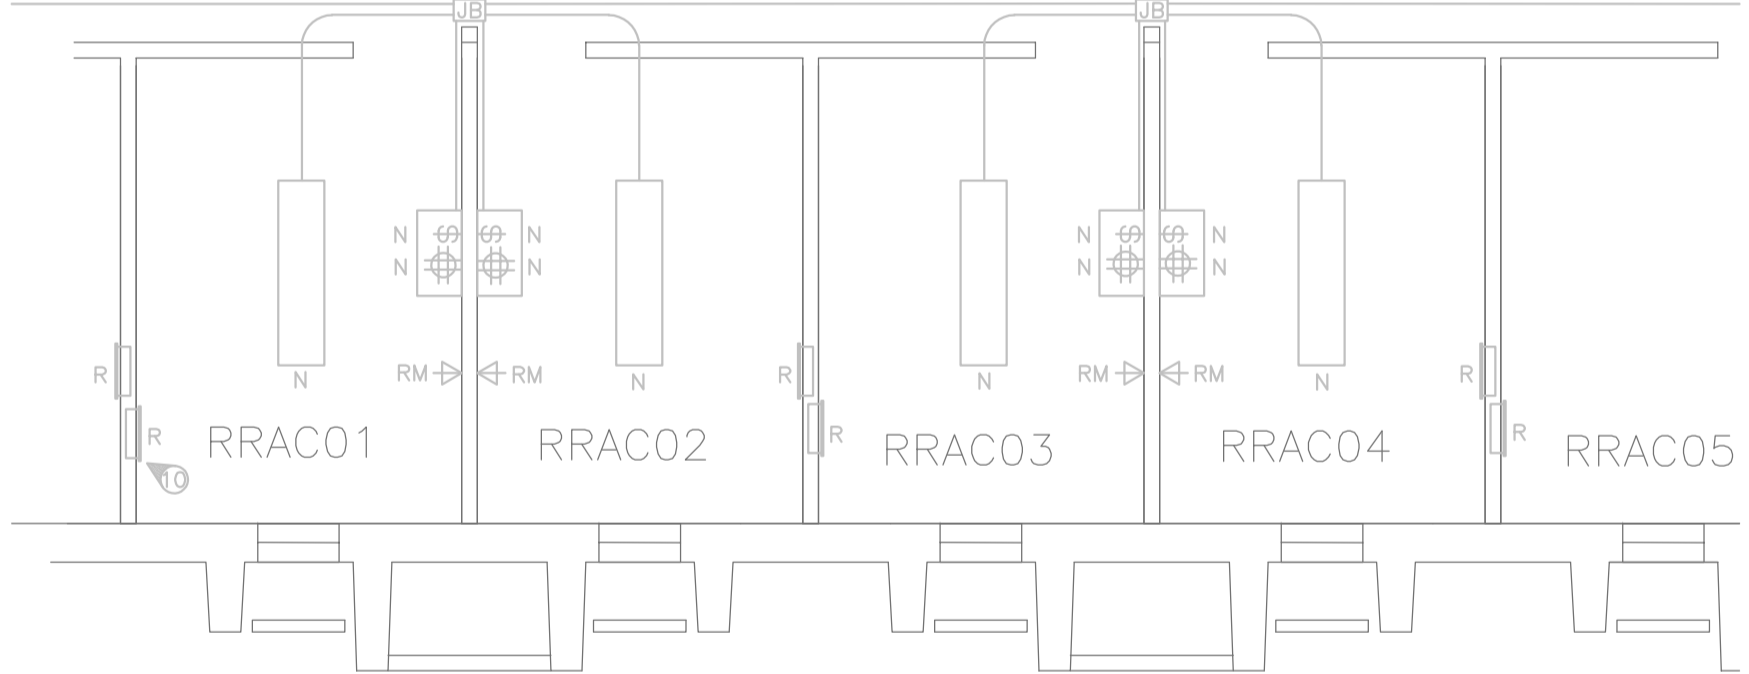 JB JB
N $ $ N N $ $ N
N N N N
R N RM RM N R N RM RM N R
R RRAC01 RRAC02 R RRAC03 RRAC04 R RRAC05
10